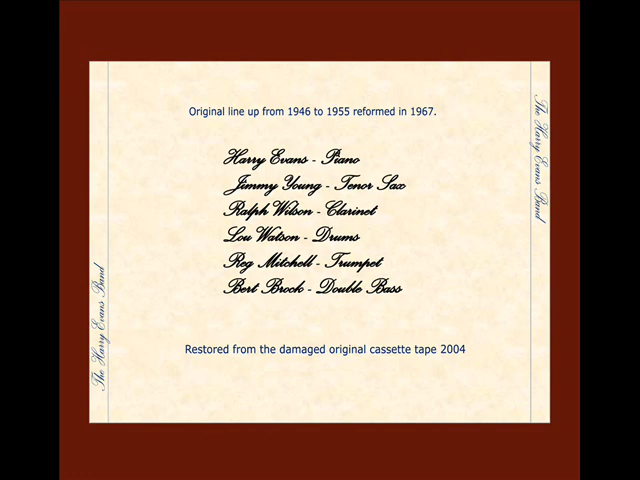 Original line up from 1946 to 1955 reformed in 1967.
Harry Evans - Piano
Jimmy Young - Tenor Sax
Ralph Wilson - Clarinet
Lou Watson - Drums
Reg Mitchell - Trumpet
Bert Brock - Double Bass
Restored from the damaged original cassette tape 2004
The Harry Evans Band
The Harry Evans Band